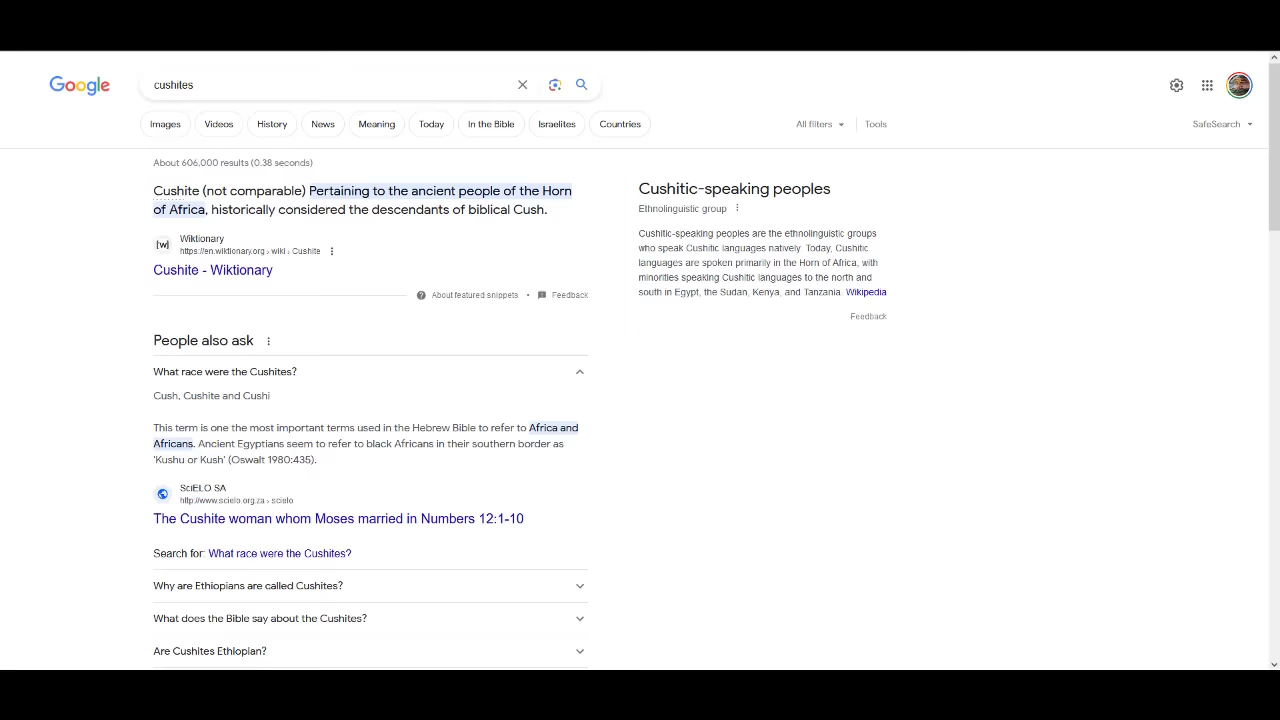 Google
cushites
Images Videos History News Meaning Today In the Bible Israelites Countries All filters Tools SafeSearch
About 606,000 results (0.38 seconds)
Cushite (not comparable) Pertaining to the ancient people of the Horn
of Africa, historically considered the descendants of biblical Cush.
[w] Wiktionary
https://en.wiktionary.org › wiki › Cushite
Cushite - Wiktionary
About featured snippets • Feedback
People also ask
What race were the Cushites?
Cush, Cushite and Cushi
This term is one the most important terms used in the Hebrew Bible to refer to Africa and
Africans. Ancient Egyptians seem to refer to black Africans in their southern border as
'Kushu or Kush' (Oswalt 1980:435).
SciELO SA
http://www.scielo.org.za › scielo
The Cushite woman whom Moses married in Numbers 12:1-10
Search for: What race were the Cushites?
Why are Ethiopians are called Cushites?
What does the Bible say about the Cushites?
Are Cushites Ethiopian?
Cushitic-speaking peoples
Ethnolinguistic group
Cushitic-speaking peoples are the ethnolinguistic groups
who speak Cushitic languages natively. Today, Cushitic
languages are spoken primarily in the Horn of Africa, with
minorities speaking Cushitic languages to the north and
south in Egypt, the Sudan, Kenya, and Tanzania. Wikipedia
Feedback